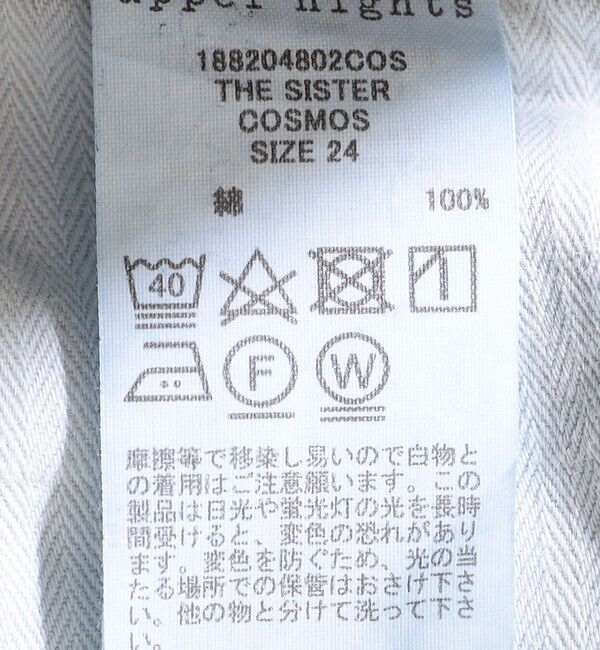 upper hights
188204802COS
THE SISTER
COSMOS
SIZE 24
綿 100%
40
F W
摩擦等で移染し易いので白物と
の着用はご注意願います。この
製品は日光や蛍光灯の光を長時
間受けると、変色の恐れがあり
ます。変色を防ぐため、光の当
たる場所での保管はおさけ下さ
い。他の物と分けて洗って下さ
い。